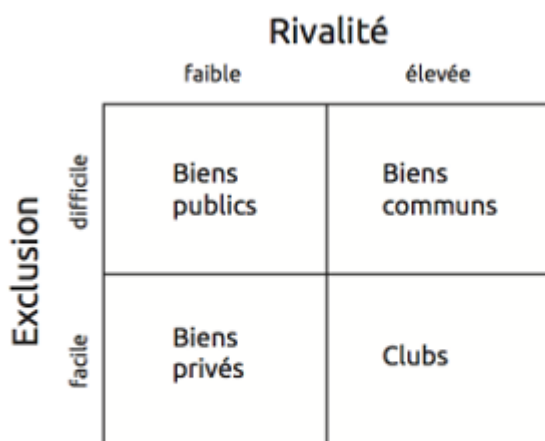 Rivalité
faible élevée
Exclusion
difficile
Biens Biens
publics communs
facile
Biens
privés
Clubs